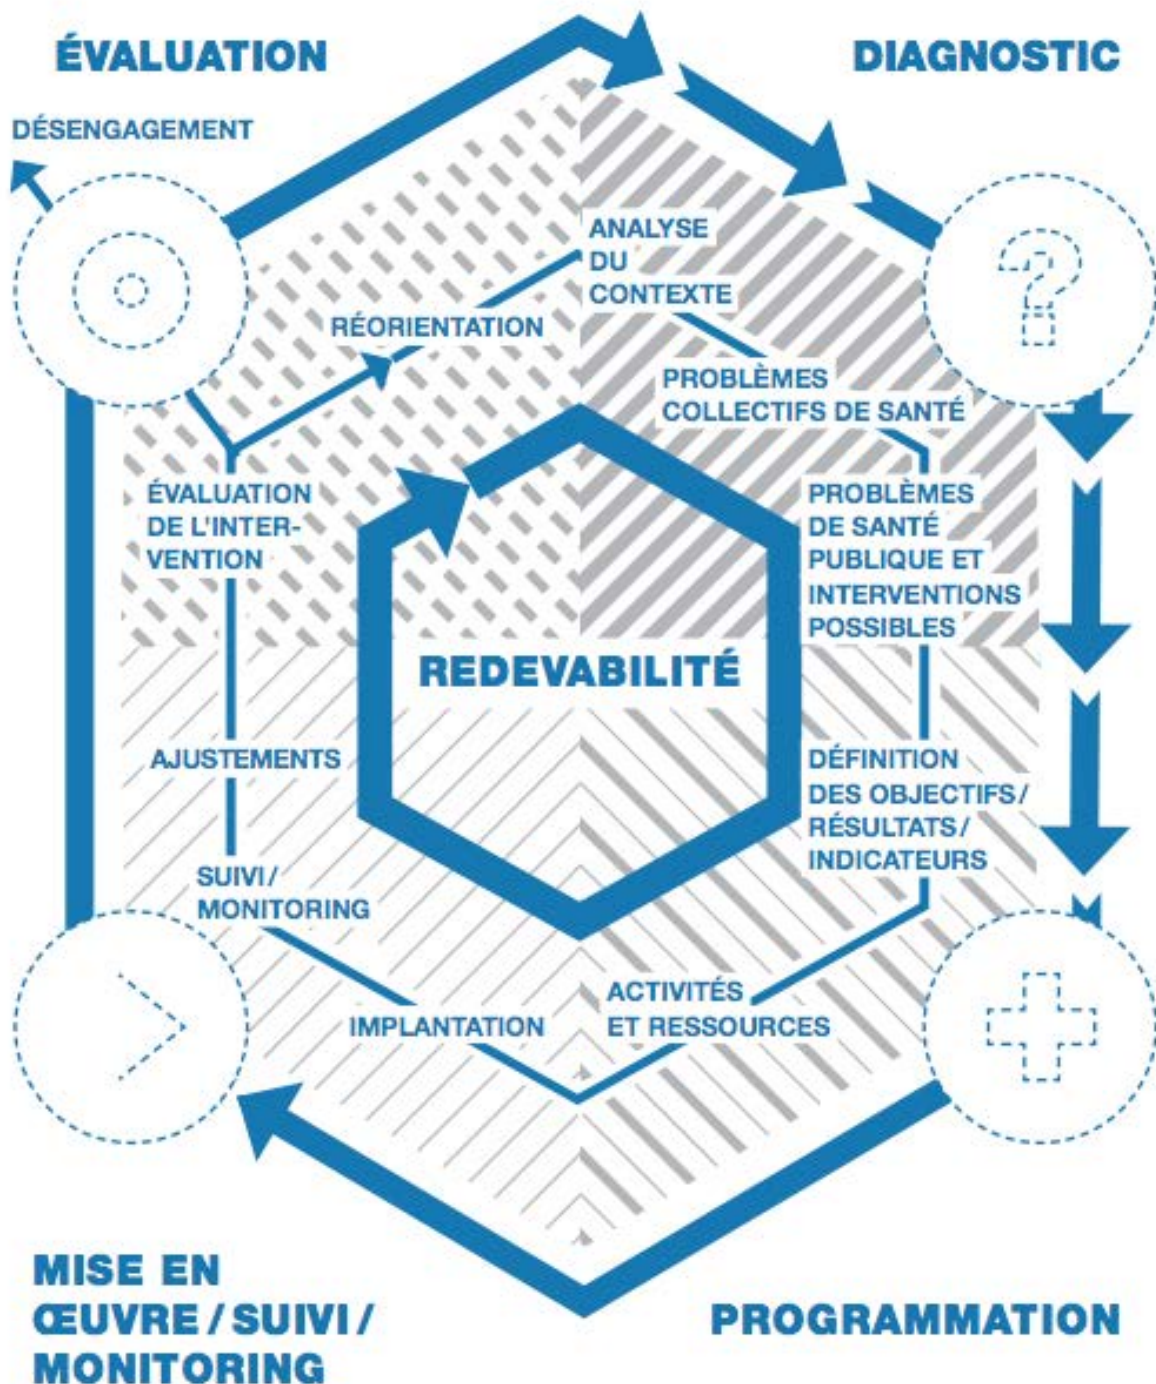 ÉVALUATION
DIAGNOSTIC
DÉSENGAGEMENT
ANALYSE
DU
CONTEXTE
RÉORIENTATION
PROBLÈMES
COLLECTIFS DE SANTÉ
ÉVALUATION
DE L'INTER-
VENTION
PROBLÈMES
DE SANTÉ
PUBLIQUE ET
INTERVENTIONS
POSSIBLES
REDEVABILITÉ
AJUSTEMENTS
DÉFINITION
DES OBJECTIFS/
RÉSULTATS/
INDICATEURS
SUIVI/
MONITORING
ACTIVITÉS
ET RESSOURCES
IMPLANTATION
MISE EN
ŒUVRE / SUIVI /
MONITORING
PROGRAMMATION